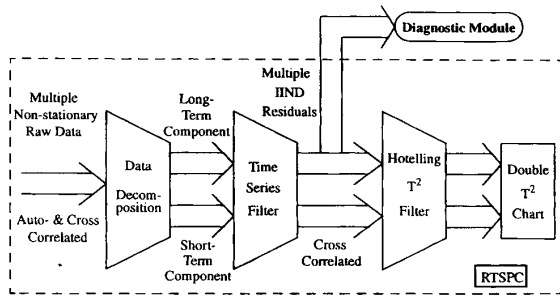 Diagnostic Module
Multiple
Non-stationary
Raw Data
Auto- & Cross
Correlated
Data
Decom-
position
Long-
Term
Component
Short-
Term
Component
Time
Series
Filter
Multiple
IIND
Residuals
Cross
Correlated
Hotelling
T²
Filter
Double
T²
Chart
RTSPC